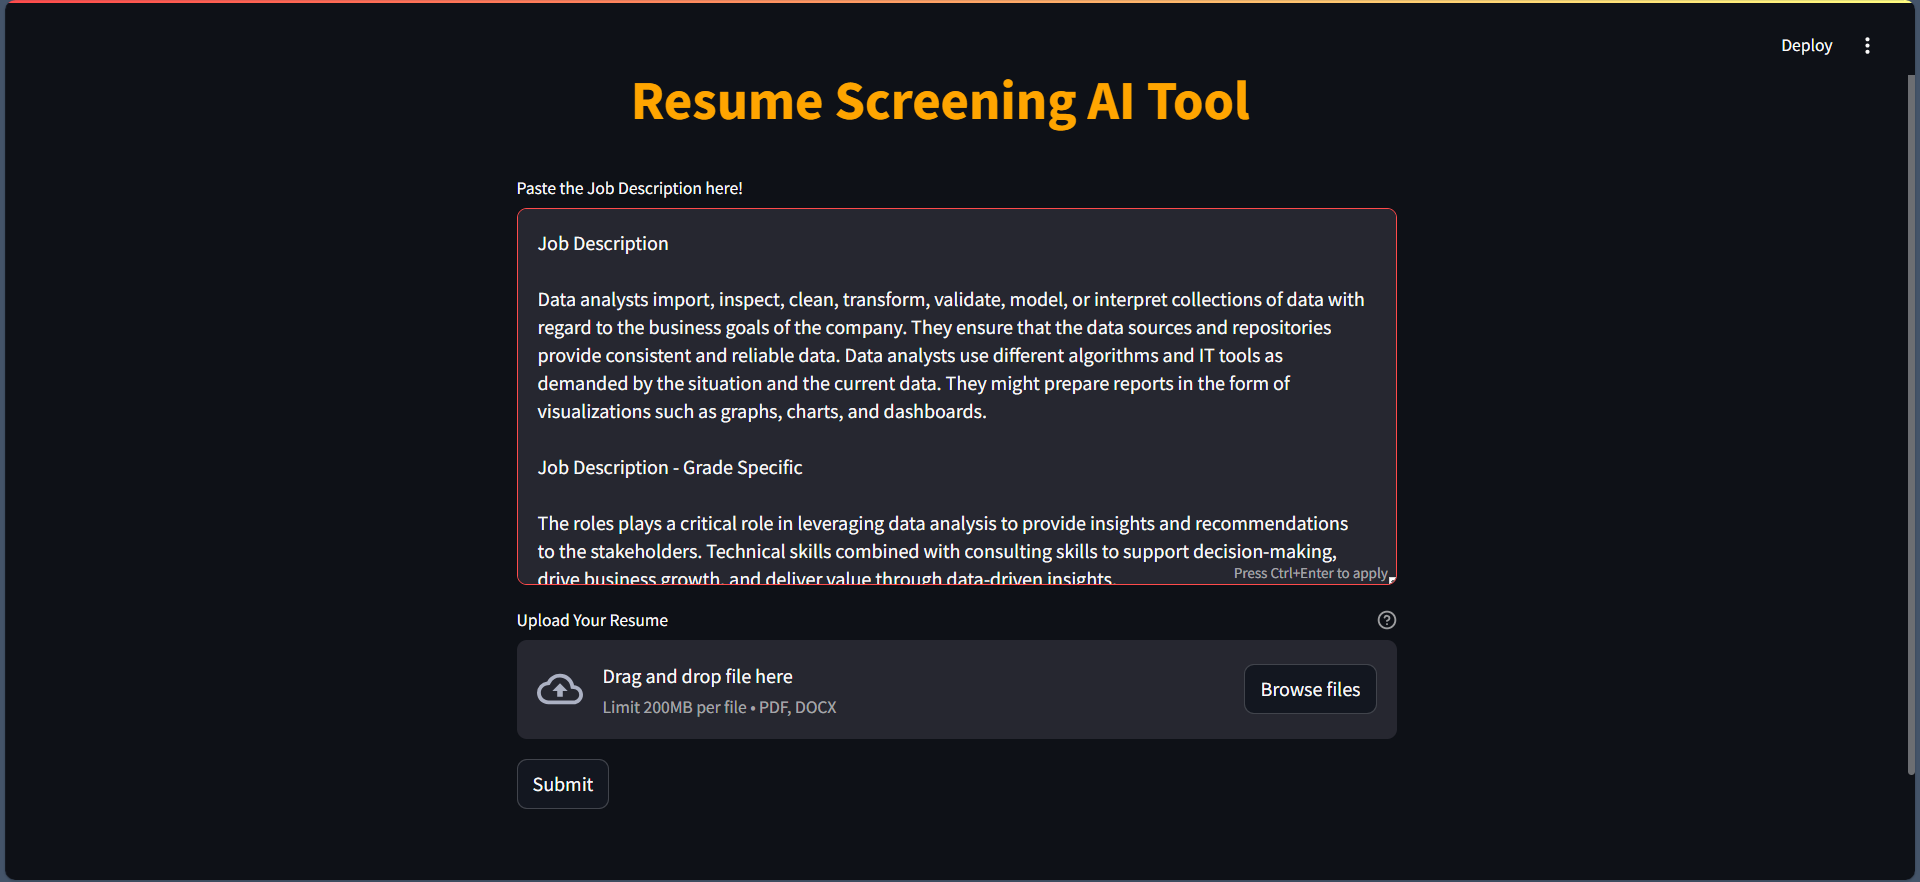 Deploy
Resume Screening AI Tool
Paste the Job Description here!
Job Description
Data analysts import, inspect, clean, transform, validate, model, or interpret collections of data with
regard to the business goals of the company. They ensure that the data sources and repositories
provide consistent and reliable data. Data analysts use different algorithms and IT tools as
demanded by the situation and the current data. They might prepare reports in the form of
visualizations such as graphs, charts, and dashboards.
Job Description - Grade Specific
The roles plays a critical role in leveraging data analysis to provide insights and recommendations
to the stakeholders. Technical skills combined with consulting skills to support decision-making,
drive business growth, and deliver value through data-driven insights.
Press Ctrl+Enter to apply
Upload Your Resume
Drag and drop file here
Limit 200MB per file • PDF, DOCX
Browse files
Submit